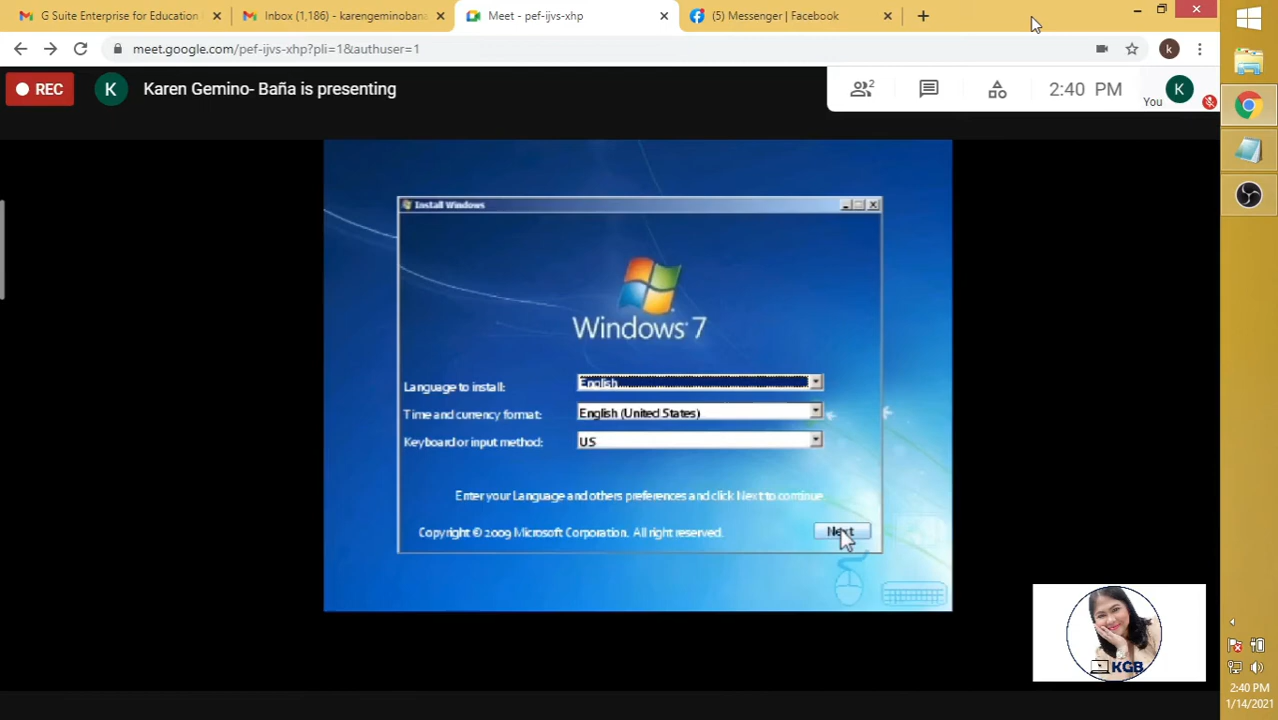 G Suite Enterprise for Education
Inbox (1,186) - karengeminobana
Meet - pef-ijvs-xhp
(5) Messenger | Facebook
meet.google.com/pef-ijvs-xhp?pli=1&authuser=1
k
REC
K
Karen Gemino- Baña is presenting
2
2:40 PM
You
K
Install Windows
Windows 7
Language to install:
English
Time and currency format:
English (United States)
Keyboard or input method:
US
Enter your Language and others preferences and click Next to continue.
Copyright © 2009 Microsoft Corporation. All right reserved.
Next
KGB
2:40 PM
1/14/2021